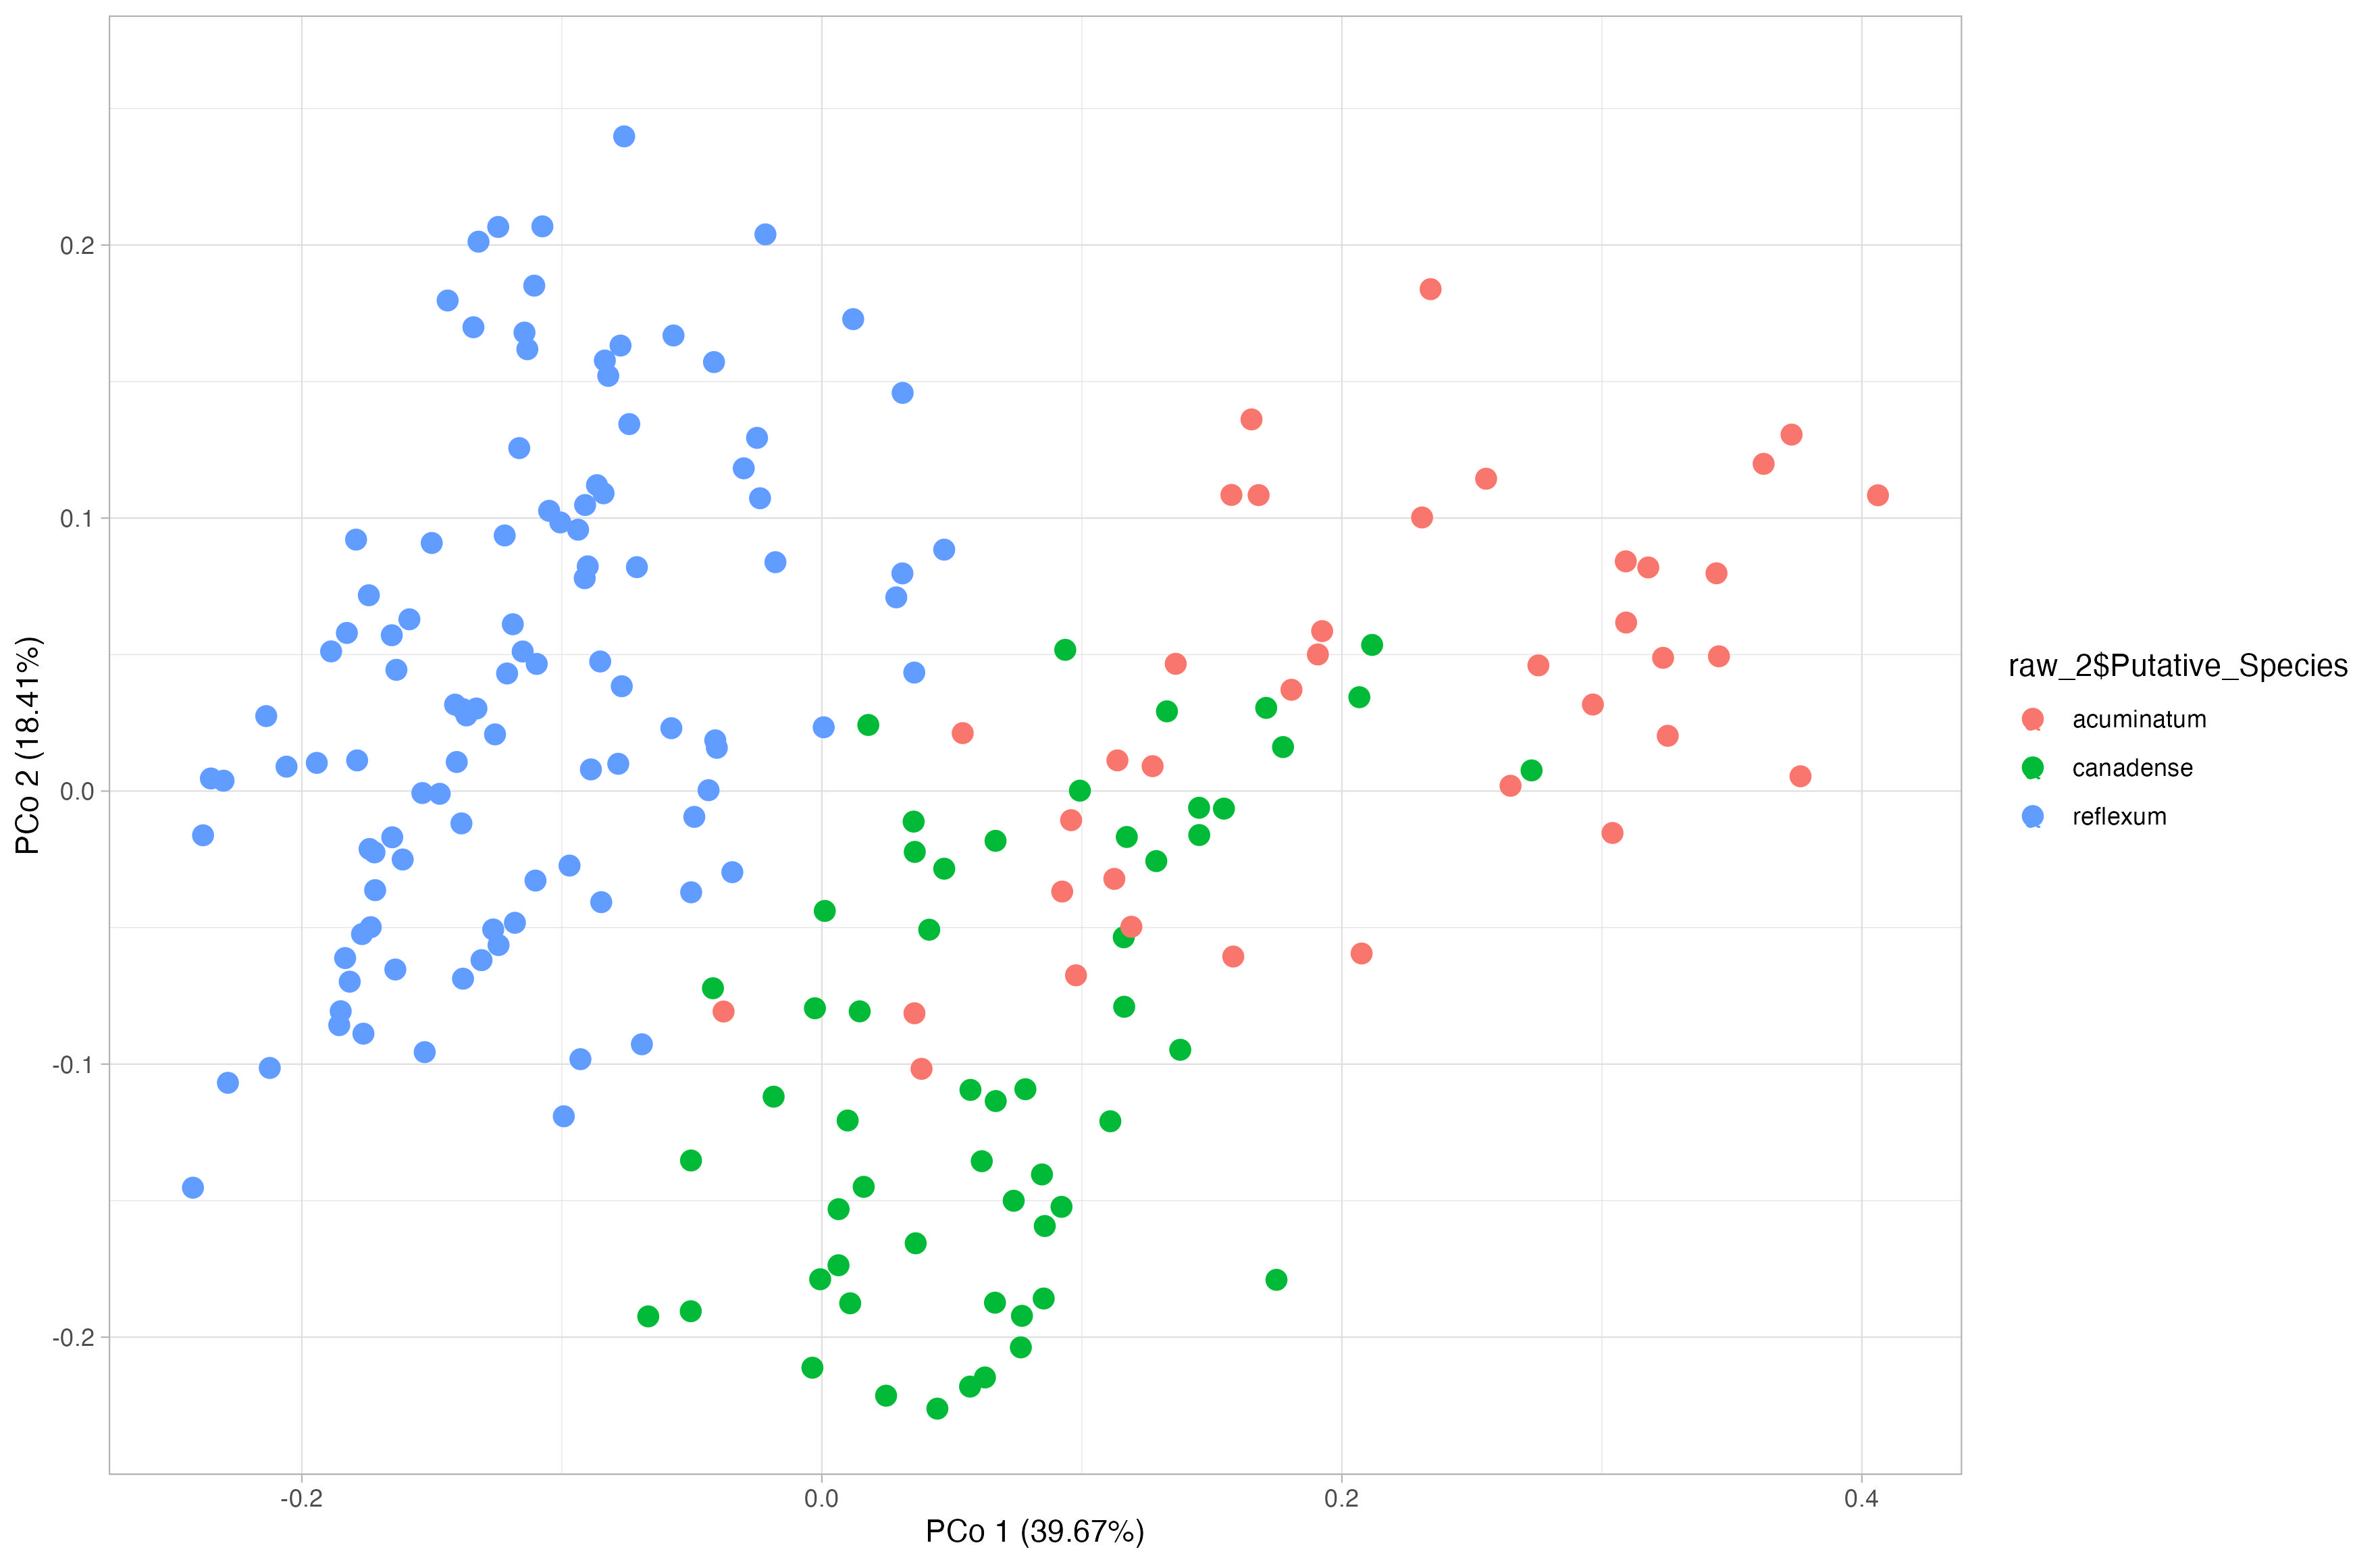 0.2
0.1
0.0
-0.1
-0.2
PCo 2 (18.41%)
-0.2
0.0
0.2
0.4
PCo 1 (39.67%)
raw_2$Putative_Species
acuminatum
canadense
reflexum